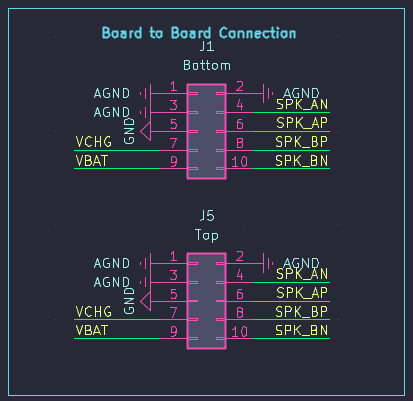 Board to Board Connection
J1
Bottom
AGND 1 2 AGND
AGND 3 4 SPK_AN
GND 5 6 SPK_AP
VCHG 7 8 SPK_BP
VBAT 9 10 SPK_BN
J5
Top
AGND 1 2 AGND
AGND 3 4 SPK_AN
GND 5 6 SPK_AP
VCHG 7 8 SPK_BP
VBAT 9 10 SPK_BN